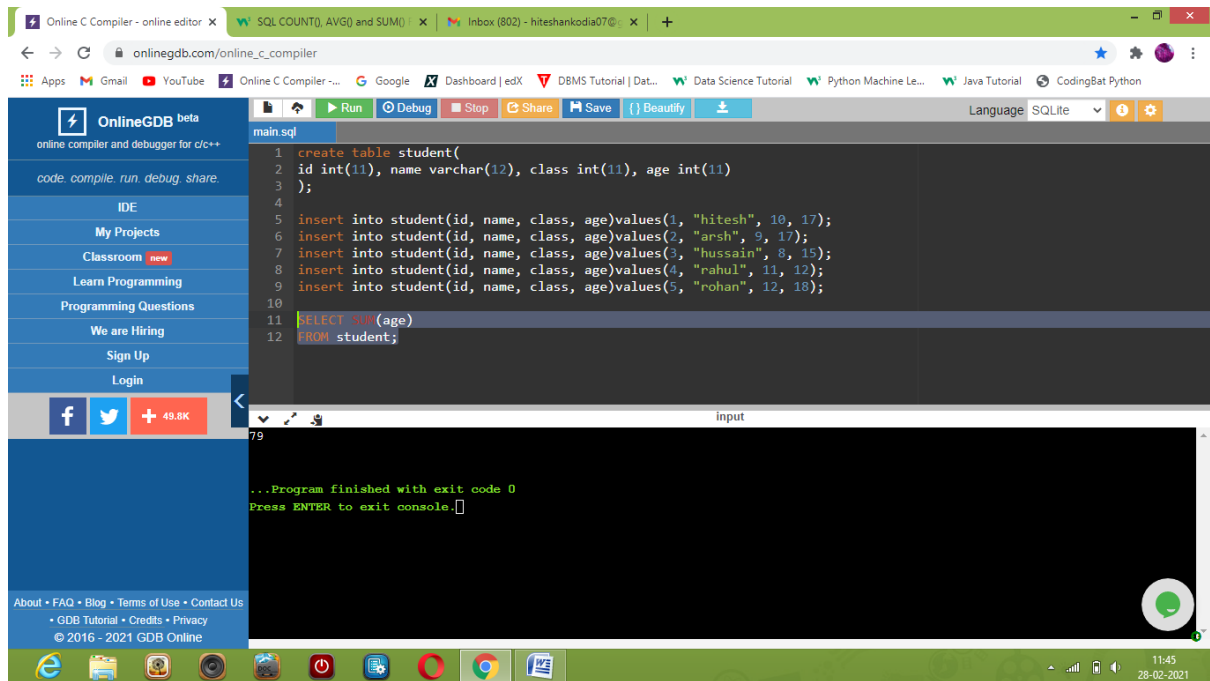 Online C Compiler - online editor
SQL COUNT(), AVG() and SUM()
Inbox (802) - hiteshankodia07@g
onlinegdb.com/online_c_compiler
Apps Gmail YouTube Online C Compiler -... Google Dashboard | edX DBMS Tutorial | Dat... Data Science Tutorial Python Machine Le... Java Tutorial CodingBat Python
OnlineGDB beta
online compiler and debugger for c/c++
code. compile. run. debug. share.
IDE
My Projects
Classroom new
Learn Programming
Programming Questions
We are Hiring
Sign Up
Login
49.8K
Run Debug Stop Share Save { } Beautify
Language SQLite
main.sql
1 create table student(
2 id int(11), name varchar(12), class int(11), age int(11)
3 );
4
5 insert into student(id, name, class, age)values(1, "hitesh", 10, 17);
6 insert into student(id, name, class, age)values(2, "arsh", 9, 17);
7 insert into student(id, name, class, age)values(3, "hussain", 8, 15);
8 insert into student(id, name, class, age)values(4, "rahul", 11, 12);
9 insert into student(id, name, class, age)values(5, "rohan", 12, 18);
10
11 SELECT SUM(age)
12 FROM student;
input
79
...Program finished with exit code 0
Press ENTER to exit console.
About • FAQ • Blog • Terms of Use • Contact Us
• GDB Tutorial • Credits • Privacy
© 2016 - 2021 GDB Online
11:45
28-02-2021